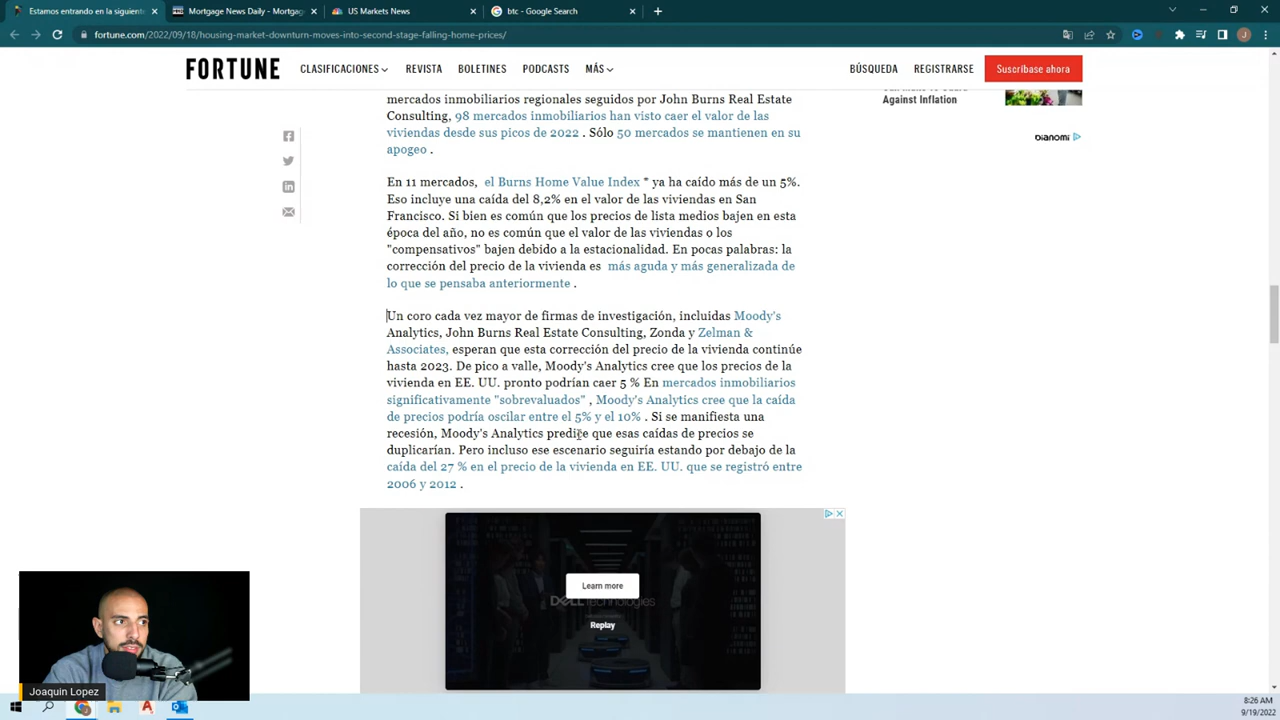 Estamos entrando en la siguiente
Mortgage News Daily - Mortgag
US Markets News
btc - Google Search
fortune.com/2022/09/18/housing-market-downturn-moves-into-second-stage-falling-home-prices/
FORTUNE
CLASIFICACIONES
REVISTA
BOLETINES
PODCASTS
MÁS
BÚSQUEDA
REGISTRARSE
Suscríbase ahora
Against Inflation
bianomi
mercados inmobiliarios regionales seguidos por John Burns Real Estate
Consulting, 98 mercados inmobiliarios han visto caer el valor de las
viviendas desde sus picos de 2022 . Sólo 50 mercados se mantienen en su
apogeo .
En 11 mercados, el Burns Home Value Index * ya ha caído más de un 5%.
Eso incluye una caída del 8,2% en el valor de las viviendas en San
Francisco. Si bien es común que los precios de lista medios bajen en esta
época del año, no es común que el valor de las viviendas o los
"compensativos" bajen debido a la estacionalidad. En pocas palabras: la
corrección del precio de la vivienda es más aguda y más generalizada de
lo que se pensaba anteriormente .
Un coro cada vez mayor de firmas de investigación, incluidas Moody's
Analytics, John Burns Real Estate Consulting, Zonda y Zelman &
Associates, esperan que esta corrección del precio de la vivienda continúe
hasta 2023. De pico a valle, Moody's Analytics cree que los precios de la
vivienda en EE. UU. pronto podrían caer 5 % En mercados inmobiliarios
significativamente "sobrevaluados" , Moody's Analytics cree que la caída
de precios podría oscilar entre el 5% y el 10% . Si se manifiesta una
recesión, Moody's Analytics predice que esas caídas de precios se
duplicarían. Pero incluso ese escenario seguiría estando por debajo de la
caída del 27 % en el precio de la vivienda en EE. UU. que se registró entre
2006 y 2012 .
Learn more
DELL Technologies
Replay
Joaquin Lopez
8:26 AM
9/19/2022